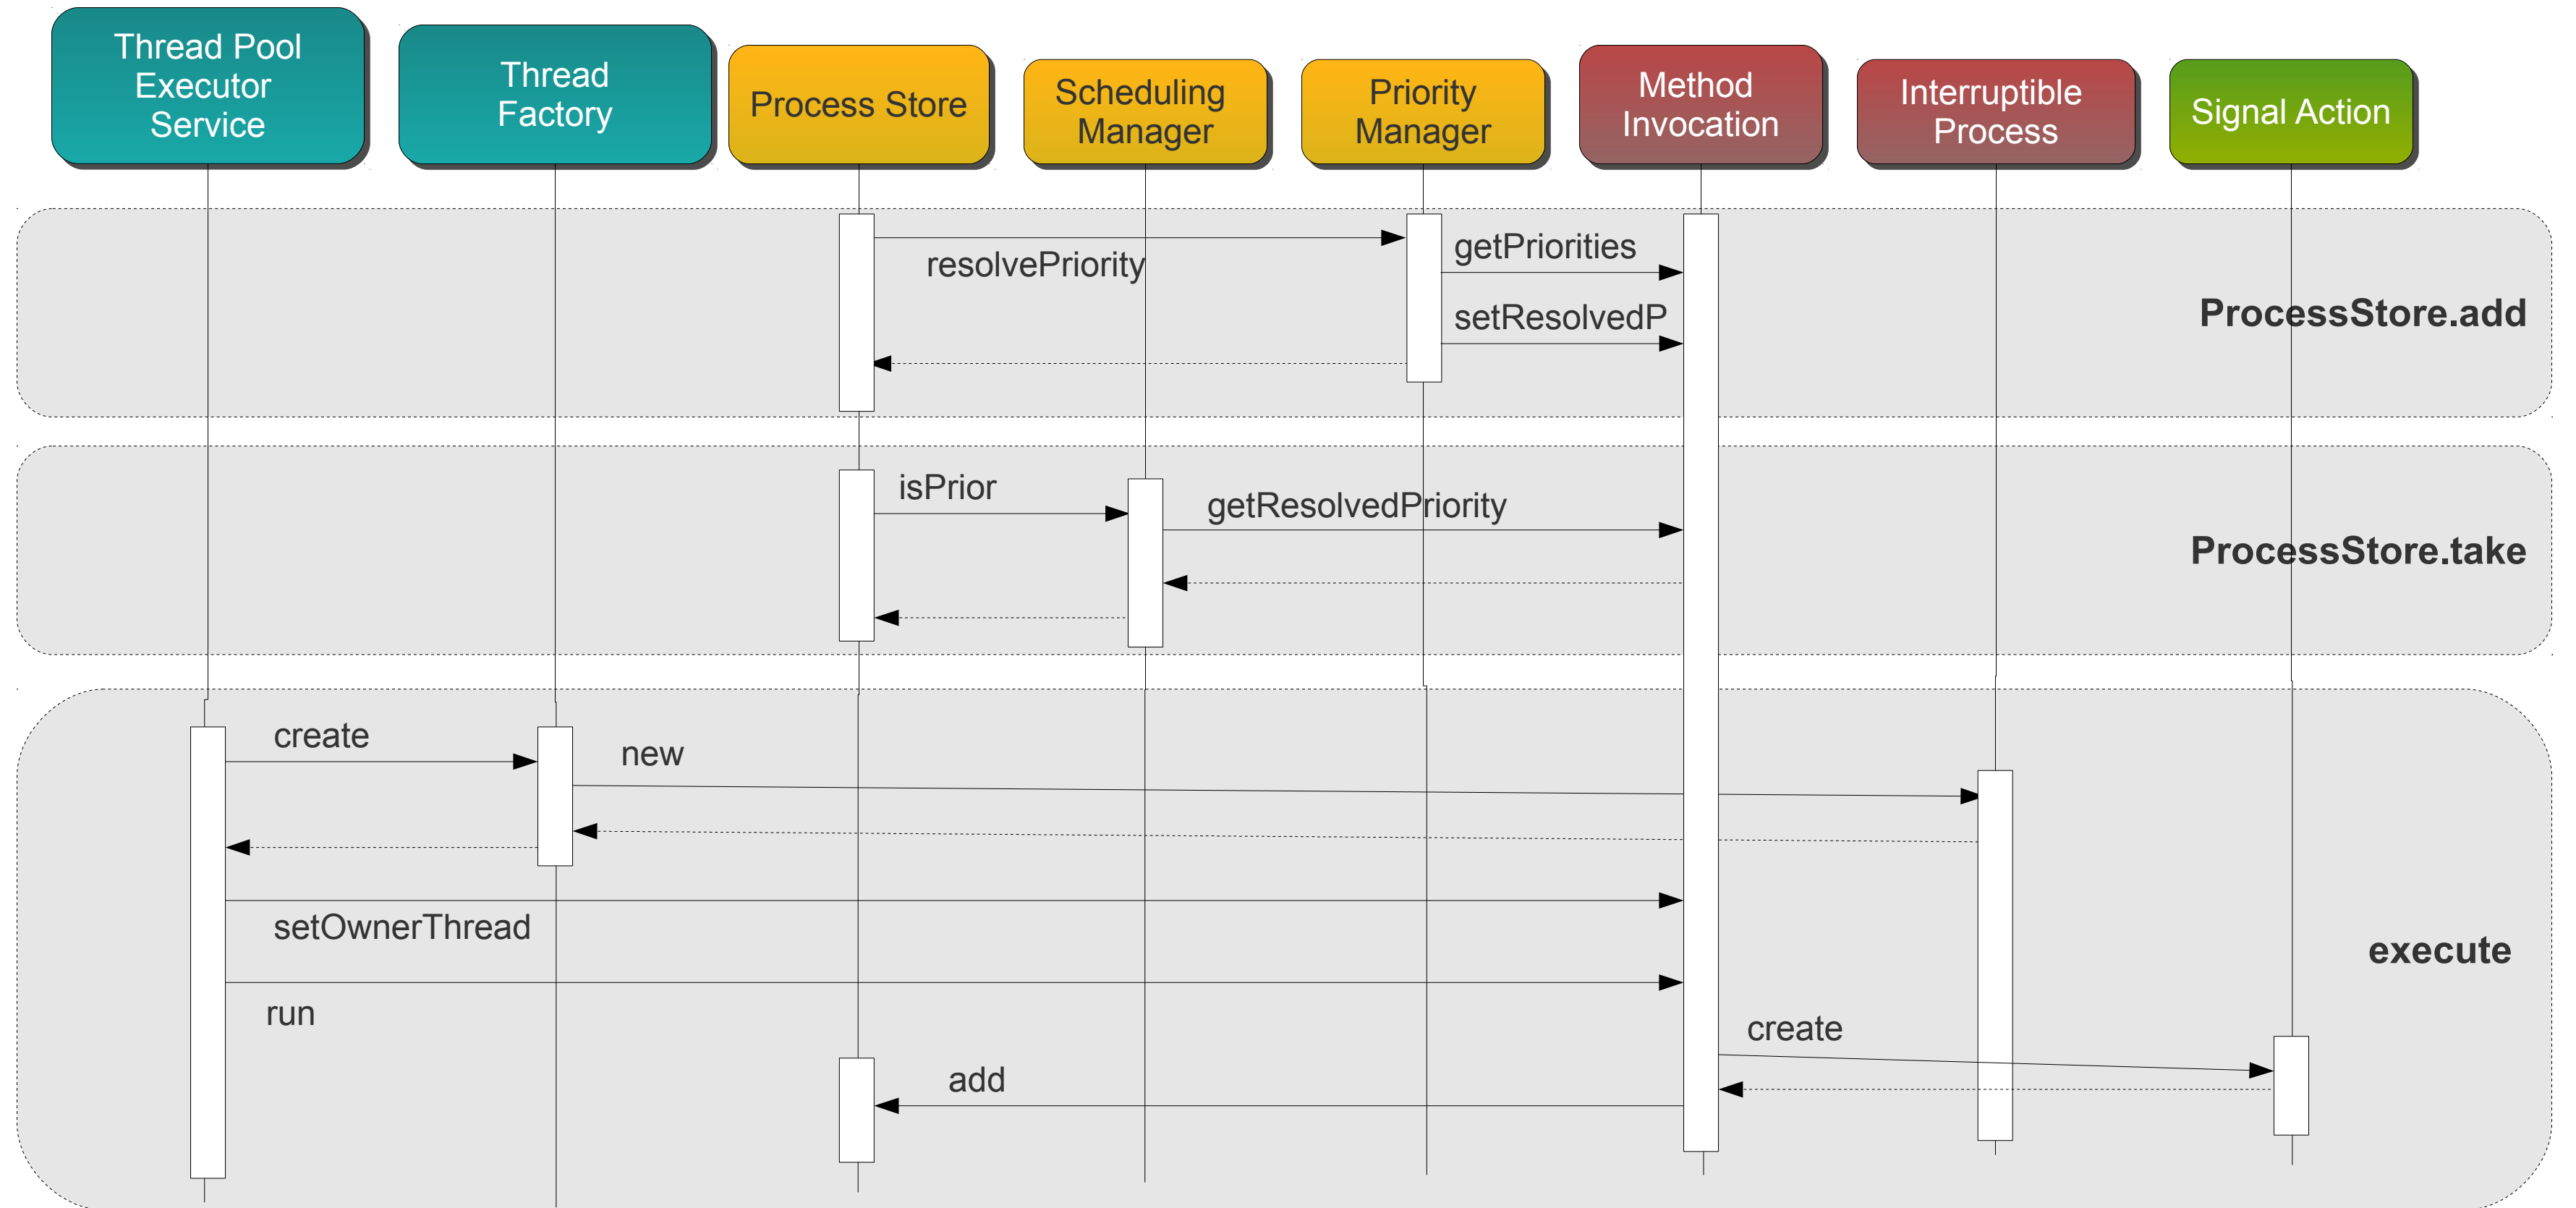 Thread Pool
Executor
Service
Thread
Factory
Process Store
Scheduling
Manager
Priority
Manager
Method
Invocation
Interruptible
Process
Signal Action
resolvePriority
getPriorities
setResolvedP
ProcessStore.add
isPrior
getResolvedPriority
ProcessStore.take
create
new
setOwnerThread
execute
run
create
add